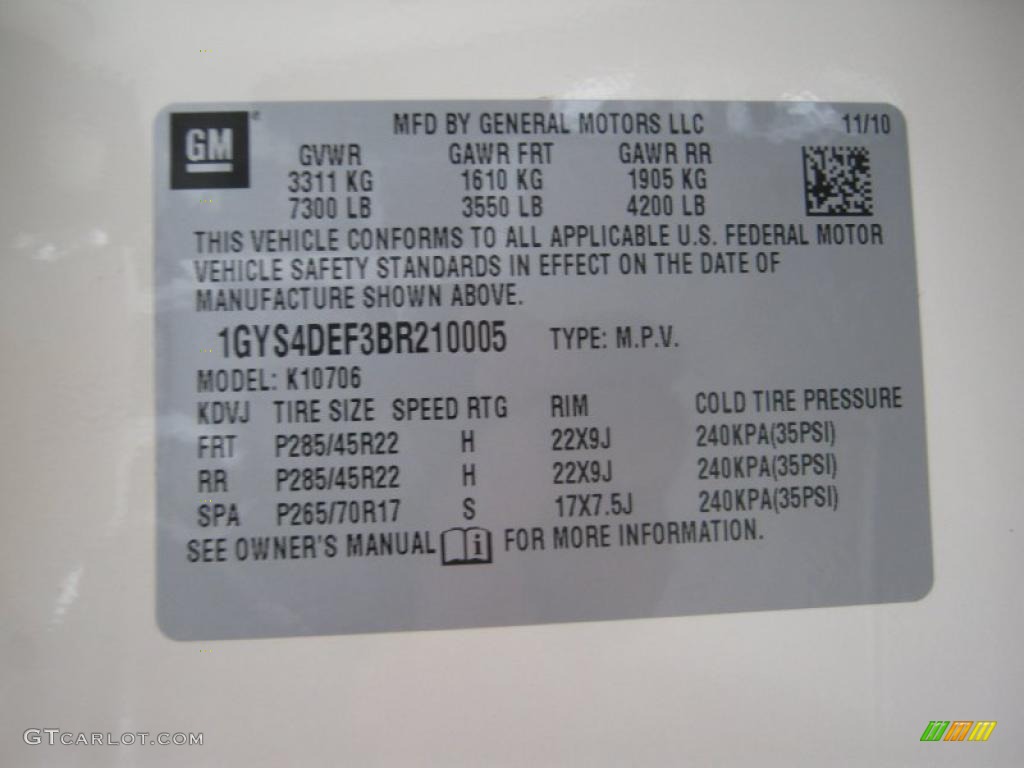 GM®
MFD BY GENERAL MOTORS LLC 11/10
GVWR GAWR FRT GAWR RR
3311 KG 1610 KG 1905 KG
7300 LB 3550 LB 4200 LB
THIS VEHICLE CONFORMS TO ALL APPLICABLE U.S. FEDERAL MOTOR
VEHICLE SAFETY STANDARDS IN EFFECT ON THE DATE OF
MANUFACTURE SHOWN ABOVE.
1GYS4DEF3BR210005 TYPE: M.P.V.
MODEL: K10706
KDVJ TIRE SIZE SPEED RTG RIM COLD TIRE PRESSURE
FRT P285/45R22 H 22X9J 240KPA(35PSI)
RR P285/45R22 H 22X9J 240KPA(35PSI)
SPA P265/70R17 S 17X7.5J 240KPA(35PSI)
SEE OWNER'S MANUAL i FOR MORE INFORMATION.
GTCARLOT.COM